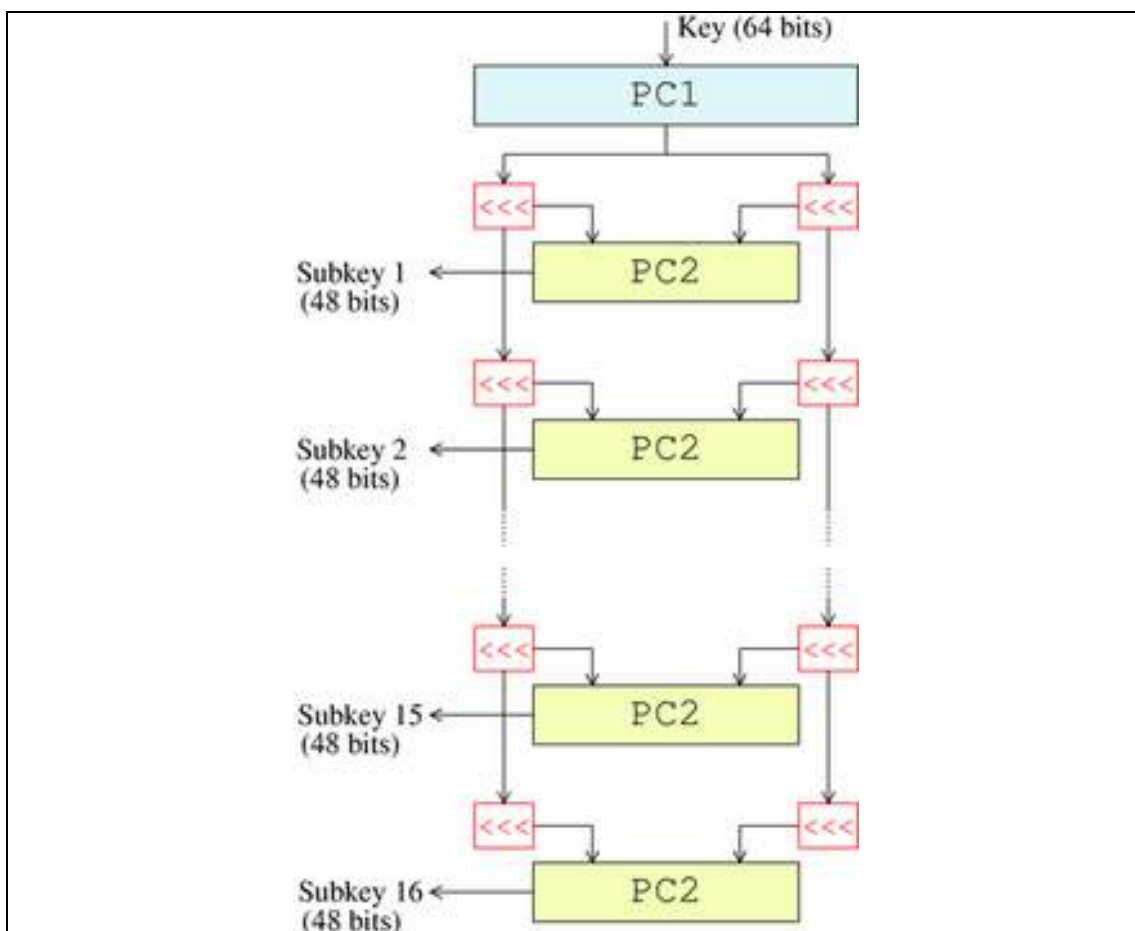 Key (64 bits)
PC1
<<< <<<
PC2
Subkey 1
(48 bits)
<<< <<<
PC2
Subkey 2
(48 bits)
<<< <<<
PC2
Subkey 15
(48 bits)
<<< <<<
PC2
Subkey 16
(48 bits)